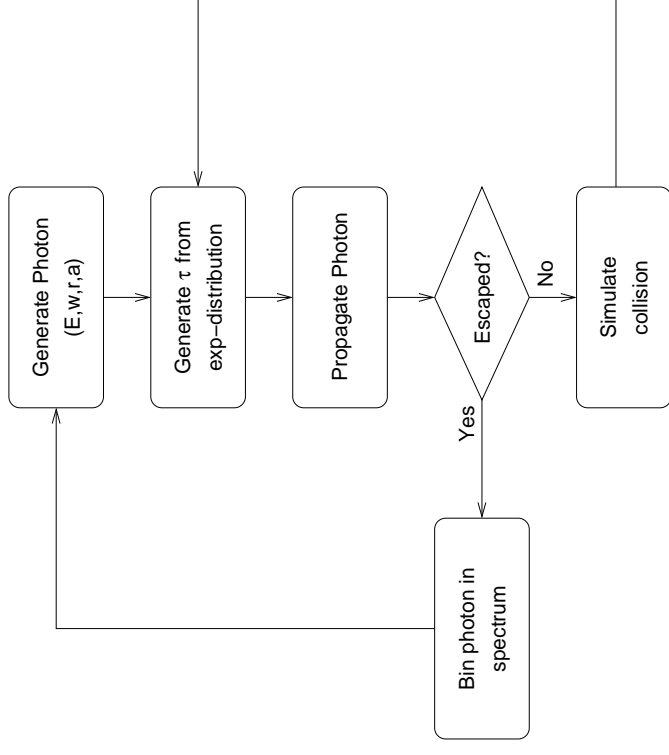 Generate Photon
(E,w,r,a)
Generate τ from
exp−distribution
Propagate Photon
Escaped?
Yes
No
Bin photon in
spectrum
Simulate
collision